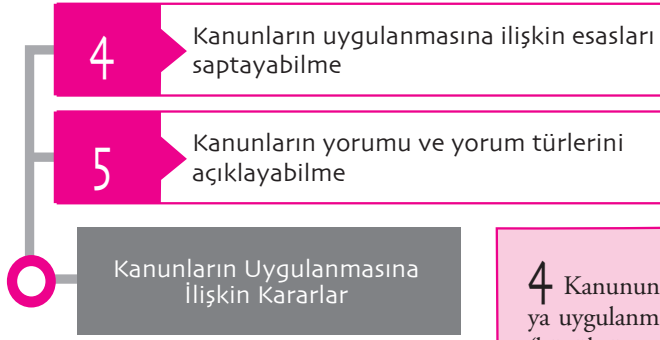 4
Kanunların uygulanmasına ilişkin esasları
saptayabilme
5
Kanunların yorumu ve yorum türlerini
açıklayabilme
Kanunların Uygulanmasına
İlişkin Kararlar
4 Kanunun
ya uygulanm